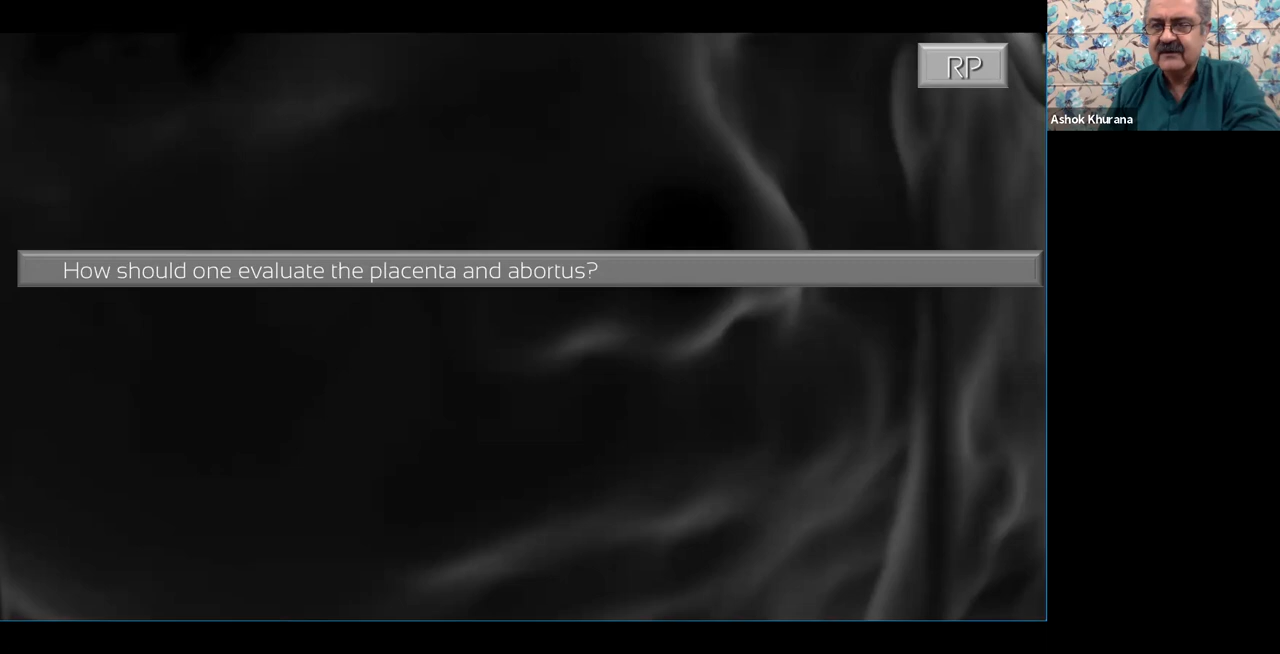 RP
How should one evaluate the placenta and abortus?
Ashok Khurana